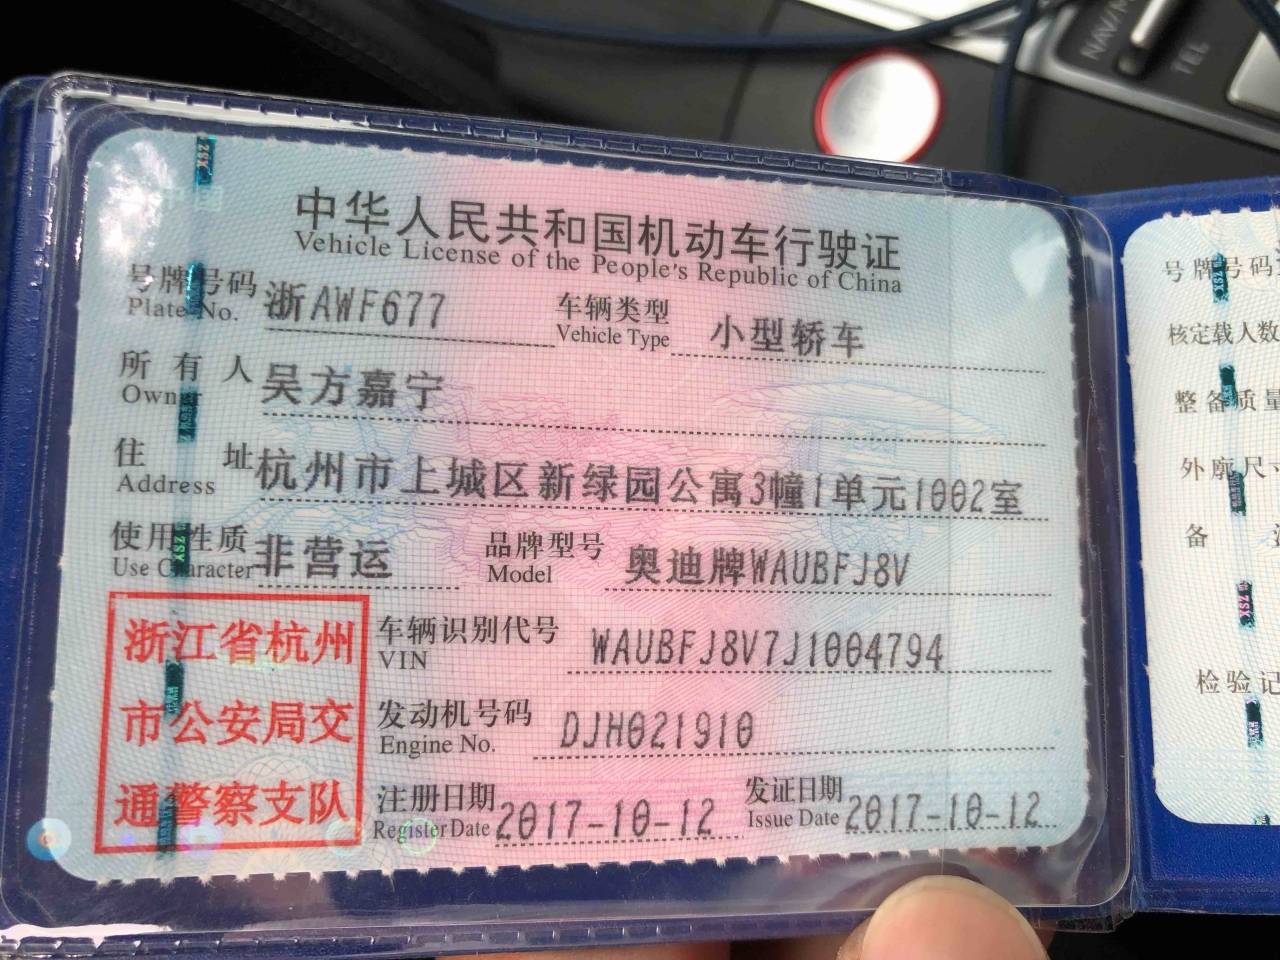 NAV/
TEL
中华人民共和国机动车行驶证
Vehicle License of the People's Republic of China
号牌号码 浙AWF677 车辆类型 小型轿车
Plate No. Vehicle Type
所有人 吴方嘉宁
Owner
住址 杭州市上城区新绿园公寓3幢1单元1002室
Address
使用性质 非营运 品牌型号 奥迪牌WAUBFJ8V
Use Character Model
浙江省杭州
市公安局交
通警察支队
车辆识别代号 WAUBFJ8V7J1004794
VIN
发动机号码 DJH021910
Engine No.
注册日期 2017-10-12 发证日期 2017-10-12
Register Date Issue Date
XSZ
XSZ
号牌号码
核定载人数
整备质量
外廓尺寸
备
检验记
XSZ
XSZ